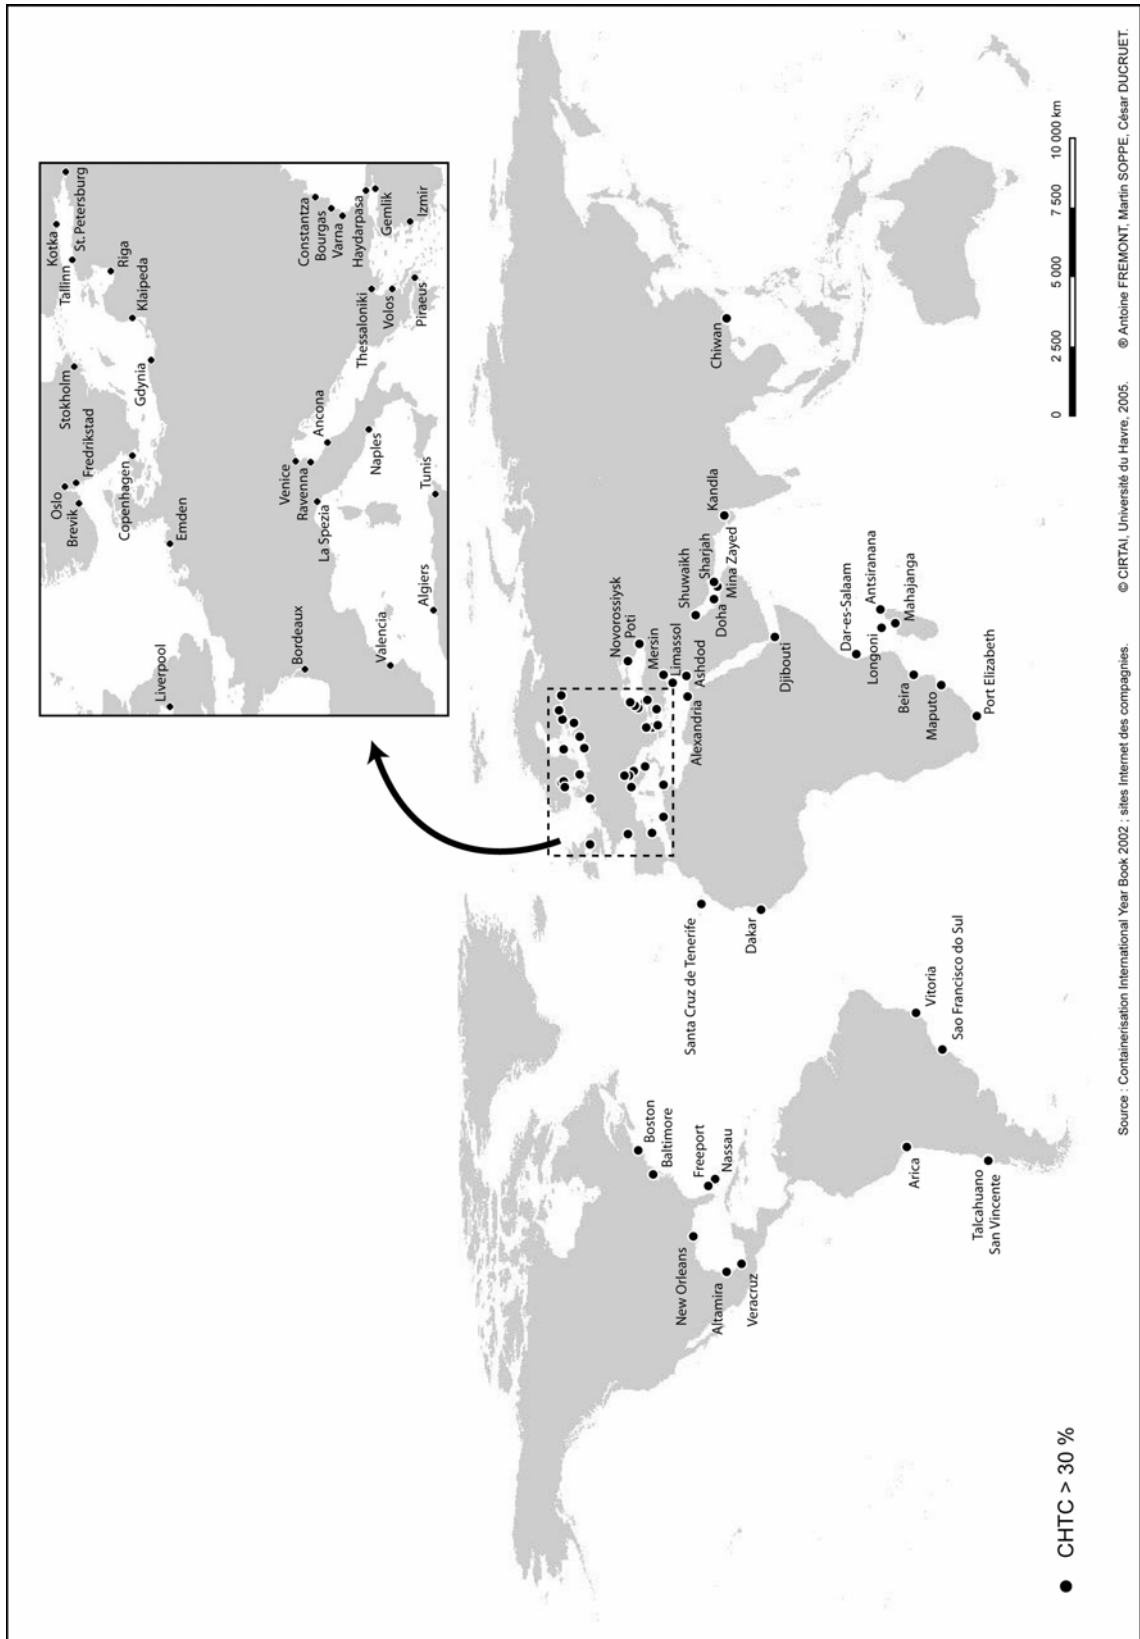 Kotka
Tallinn
St. Petersburg
Riga
Klaipeda
Stokholm
Gdynia
Oslo
Fredrikstad
Brevik
Copenhagen
Emden
Liverpool
Constantza
Bourgas
Varna
Haydarpasa
Gemlik
Izmir
Thessaloniki
Volos
Piraeus
Venice
Ancona
Ravenna
La Spezia
Naples
Bordeaux
Valencia
Tunis
Algiers
Novorossiysk
Poti
Mersin
Limassol
Ashdod
Alexandria
Shuwaikh
Sharjah
Doha
Mina Zayed
Kandla
Chiwan
Djibouti
Dar-es-Salaam
Antsiranana
Longoni
Mahajanga
Beira
Maputo
Port Elizabeth
Santa Cruz de Tenerife
Dakar
Boston
Baltimore
Freeport
Nassau
New Orleans
Altamira
Veracruz
Vitoria
Sao Francisco do Sul
Arica
Talcahuano
San Vincente
CHTC > 30 %
0 2 500 5 000 7 500 10 000 km
Source : Containerisation International Year Book 2002 ; sites Internet des compagnies. © CIRTAI, Université du Havre, 2005. ® Antoine FREMONT, Martin SOPPE, César DUCRUET.